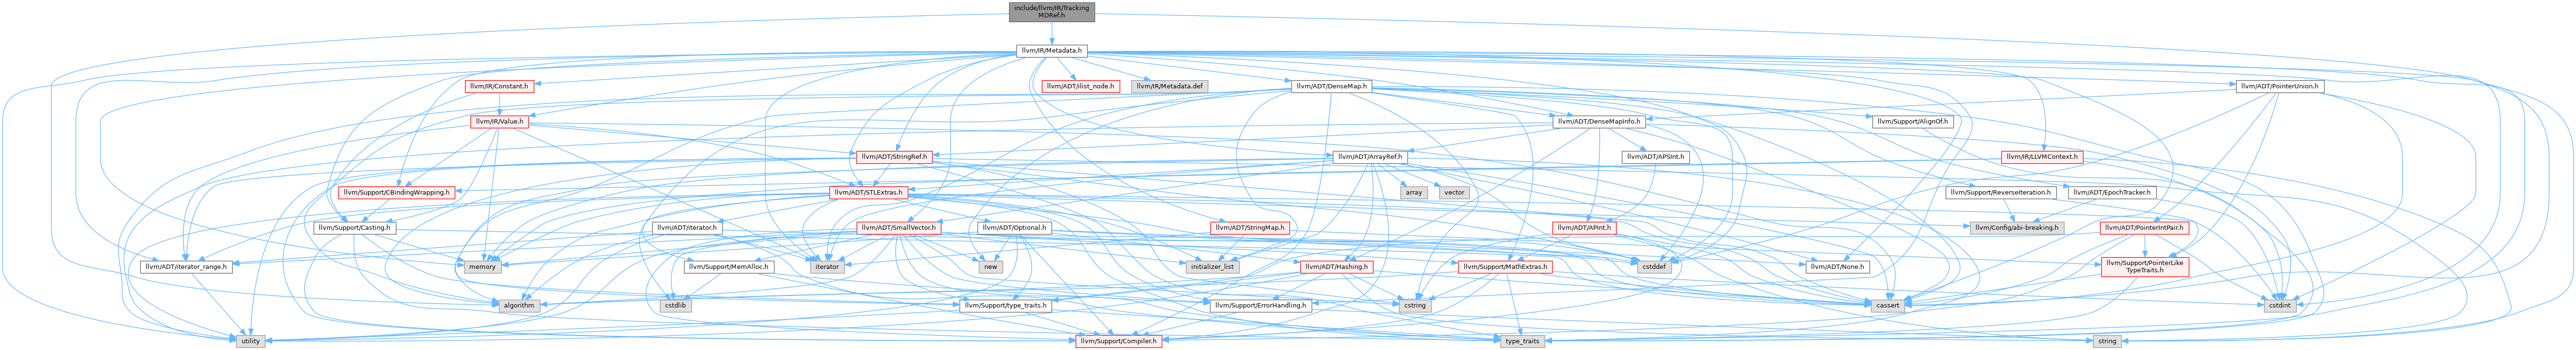 include/llvm/IR/Tracking
MDRef.h
llvm/IR/Metadata.h
llvm/IR/Constant.h
llvm/ADT/ilist_node.h
llvm/IR/Metadata.def
llvm/ADT/DenseMap.h
llvm/ADT/PointerUnion.h
llvm/IR/Value.h
llvm/ADT/DenseMapInfo.h
llvm/Support/AlignOf.h
llvm/ADT/StringRef.h
llvm/ADT/ArrayRef.h
llvm/ADT/APSInt.h
llvm/IR/LLVMContext.h
llvm/Support/CBindingWrapping.h
llvm/ADT/STLExtras.h
array
vector
llvm/Support/ReverseIteration.h
llvm/ADT/EpochTracker.h
llvm/Support/Casting.h
llvm/ADT/iterator.h
llvm/ADT/SmallVector.h
llvm/ADT/Optional.h
llvm/ADT/StringMap.h
llvm/ADT/APInt.h
llvm/Config/abi-breaking.h
llvm/ADT/PointerIntPair.h
llvm/ADT/iterator_range.h
memory
llvm/Support/MemAlloc.h
iterator
new
initializer_list
llvm/ADT/Hashing.h
cstddef
llvm/Support/MathExtras.h
llvm/ADT/None.h
llvm/Support/PointerLike
TypeTraits.h
algorithm
cstdlib
llvm/Support/type_traits.h
llvm/Support/ErrorHandling.h
cstring
cassert
cstdint
utility
llvm/Support/Compiler.h
type_traits
string